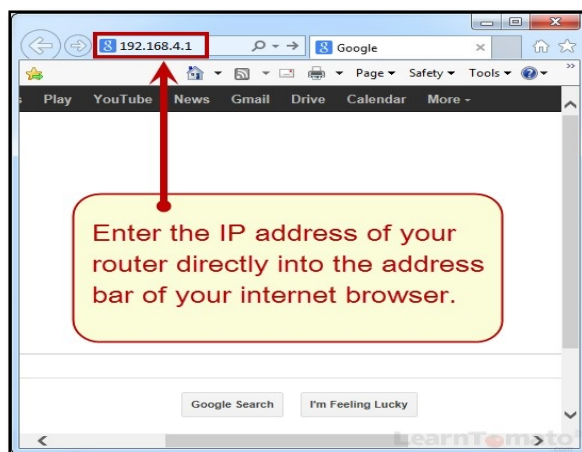 192.168.4.1
Google
Page Safety Tools
s Play YouTube News Gmail Drive Calendar More
Enter the IP address of your
router directly into the address
bar of your internet browser.
Google Search I'm Feeling Lucky
LearnTomato
.com